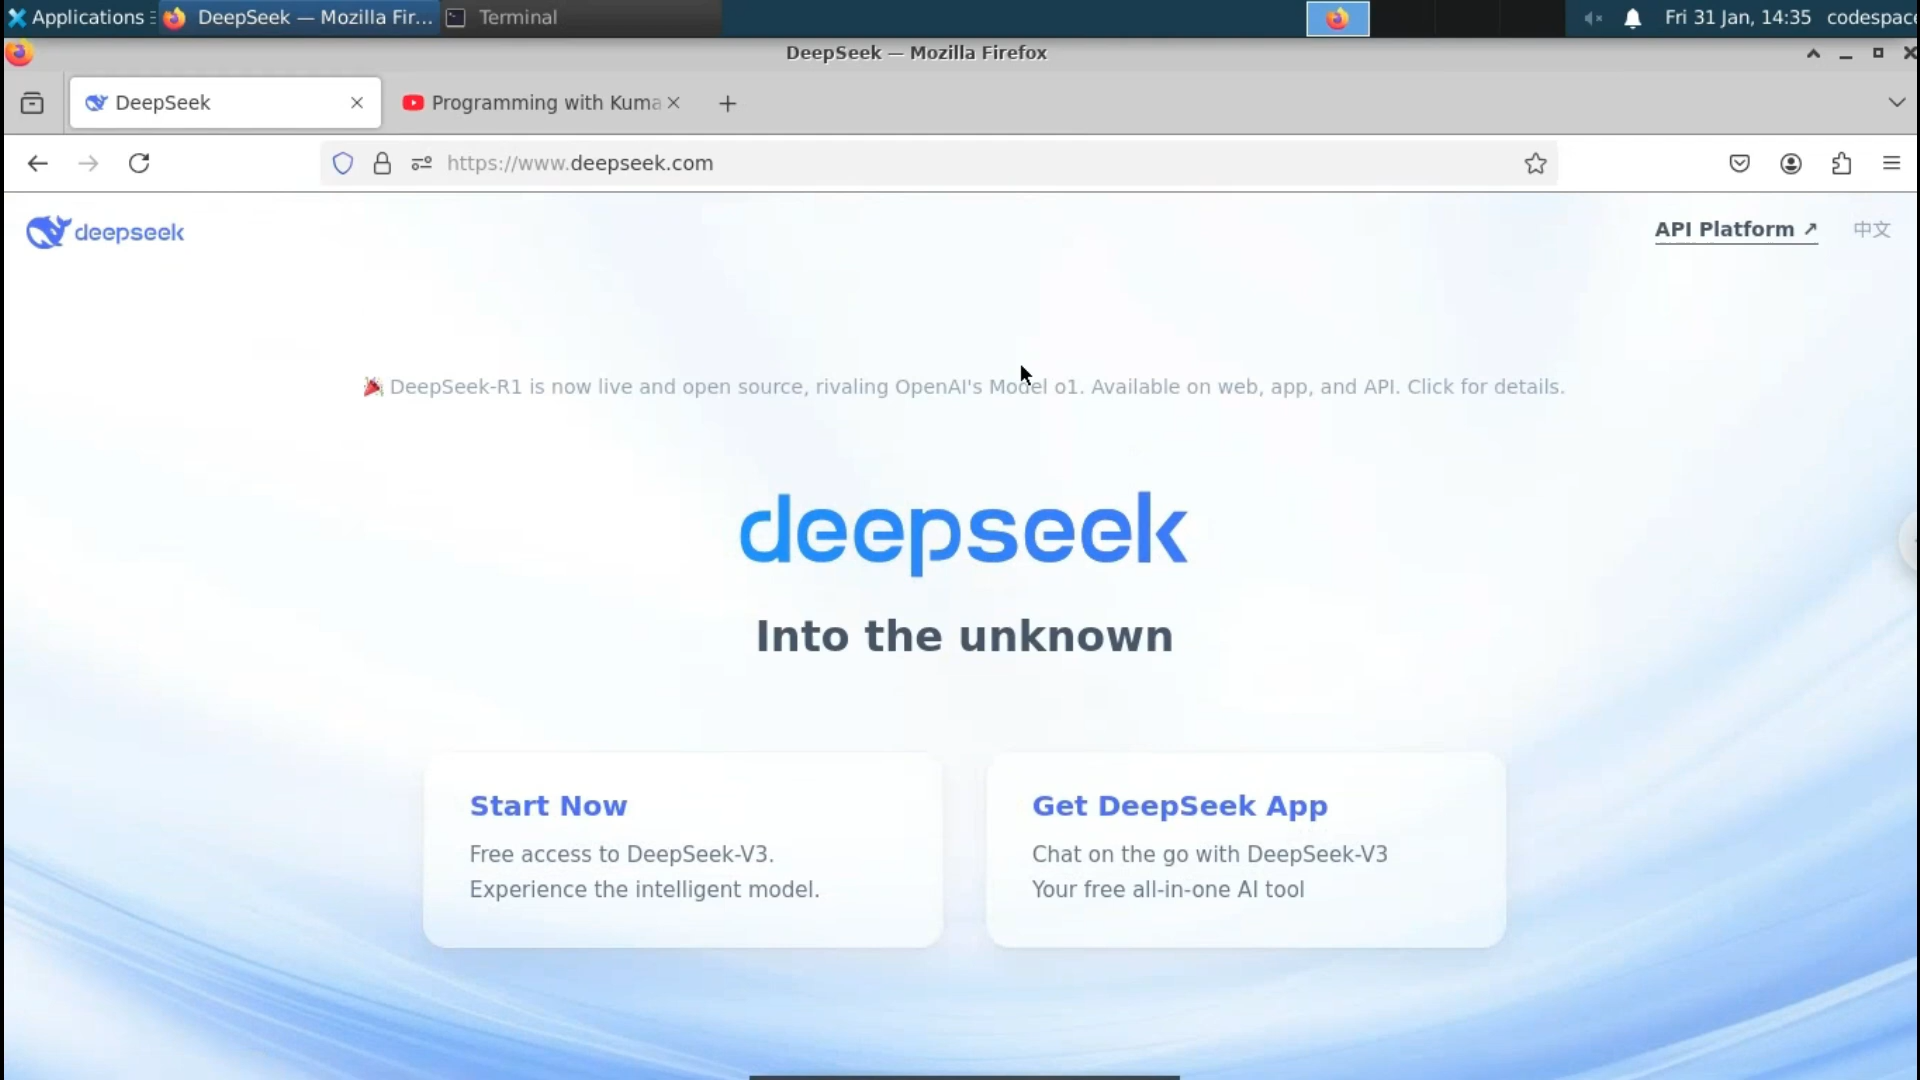 Applications
DeepSeek — Mozilla Fir...
Terminal
Fri 31 Jan, 14:35
codespace
DeepSeek — Mozilla Firefox
DeepSeek
Programming with Kuma
https://www.deepseek.com
deepseek
API Platform ↗
中文
🎉 DeepSeek-R1 is now live and open source, rivaling OpenAI's Model o1. Available on web, app, and API. Click for details.
deepseek
Into the unknown
Start Now
Free access to DeepSeek-V3.
Experience the intelligent model.
Get DeepSeek App
Chat on the go with DeepSeek-V3
Your free all-in-one AI tool